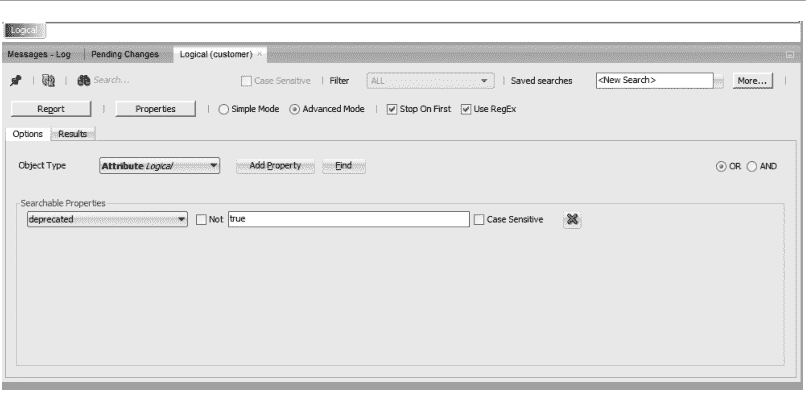 Logical
Messages - Log Pending Changes Logical (customer)
Search... Case Sensitive Filter ALL Saved searches <New Search> More...
Report Properties Simple Mode Advanced Mode Stop On First Use RegEx
Options Results
Object Type Attribute Logical Add Property Find OR AND
Searchable Properties
deprecated Not true Case Sensitive